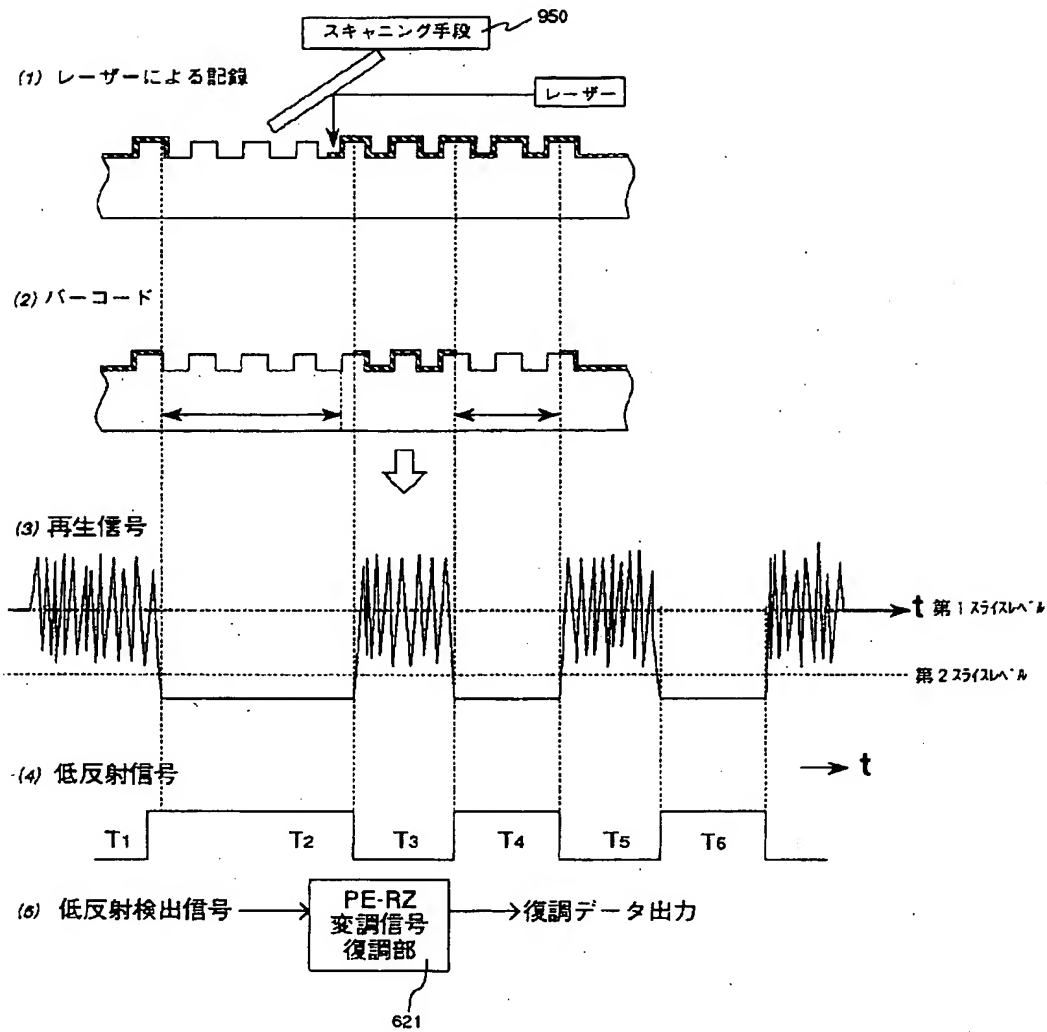 スキャニング手段
950
(1) レーザーによる記録
レーザー
(2) バーコード
(3) 再生信号
t 第1スライスレベル
第2スライスレベル
(4) 低反射信号
t
T1 T2 T3 T4 T5 T6
(5) 低反射検出信号
PE-RZ
変調信号
復調部
復調データ出力
621